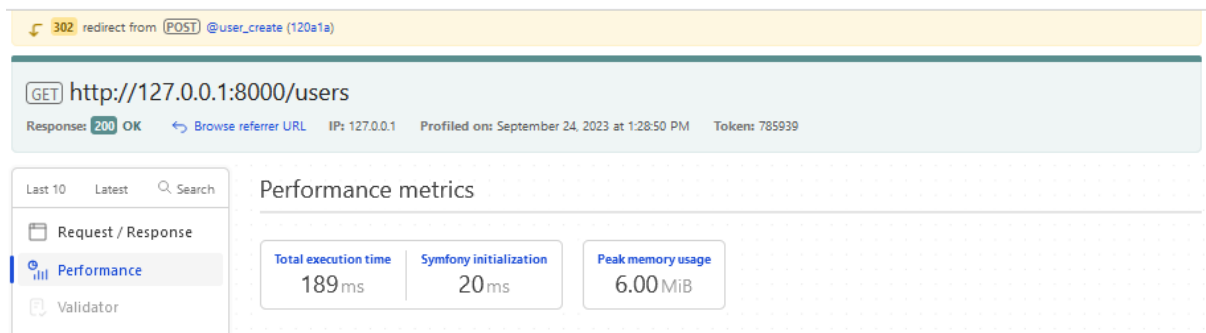 302 redirect from POST @user_create (120a1a)
GET http://127.0.0.1:8000/users
Response: 200 OK Browse referrer URL IP: 127.0.0.1 Profiled on: September 24, 2023 at 1:28:50 PM Token: 785939
Last 10 Latest Search
Performance metrics
Request / Response
Performance
Validator
Total execution time Symfony initialization Peak memory usage
189 ms 20 ms 6.00 MiB